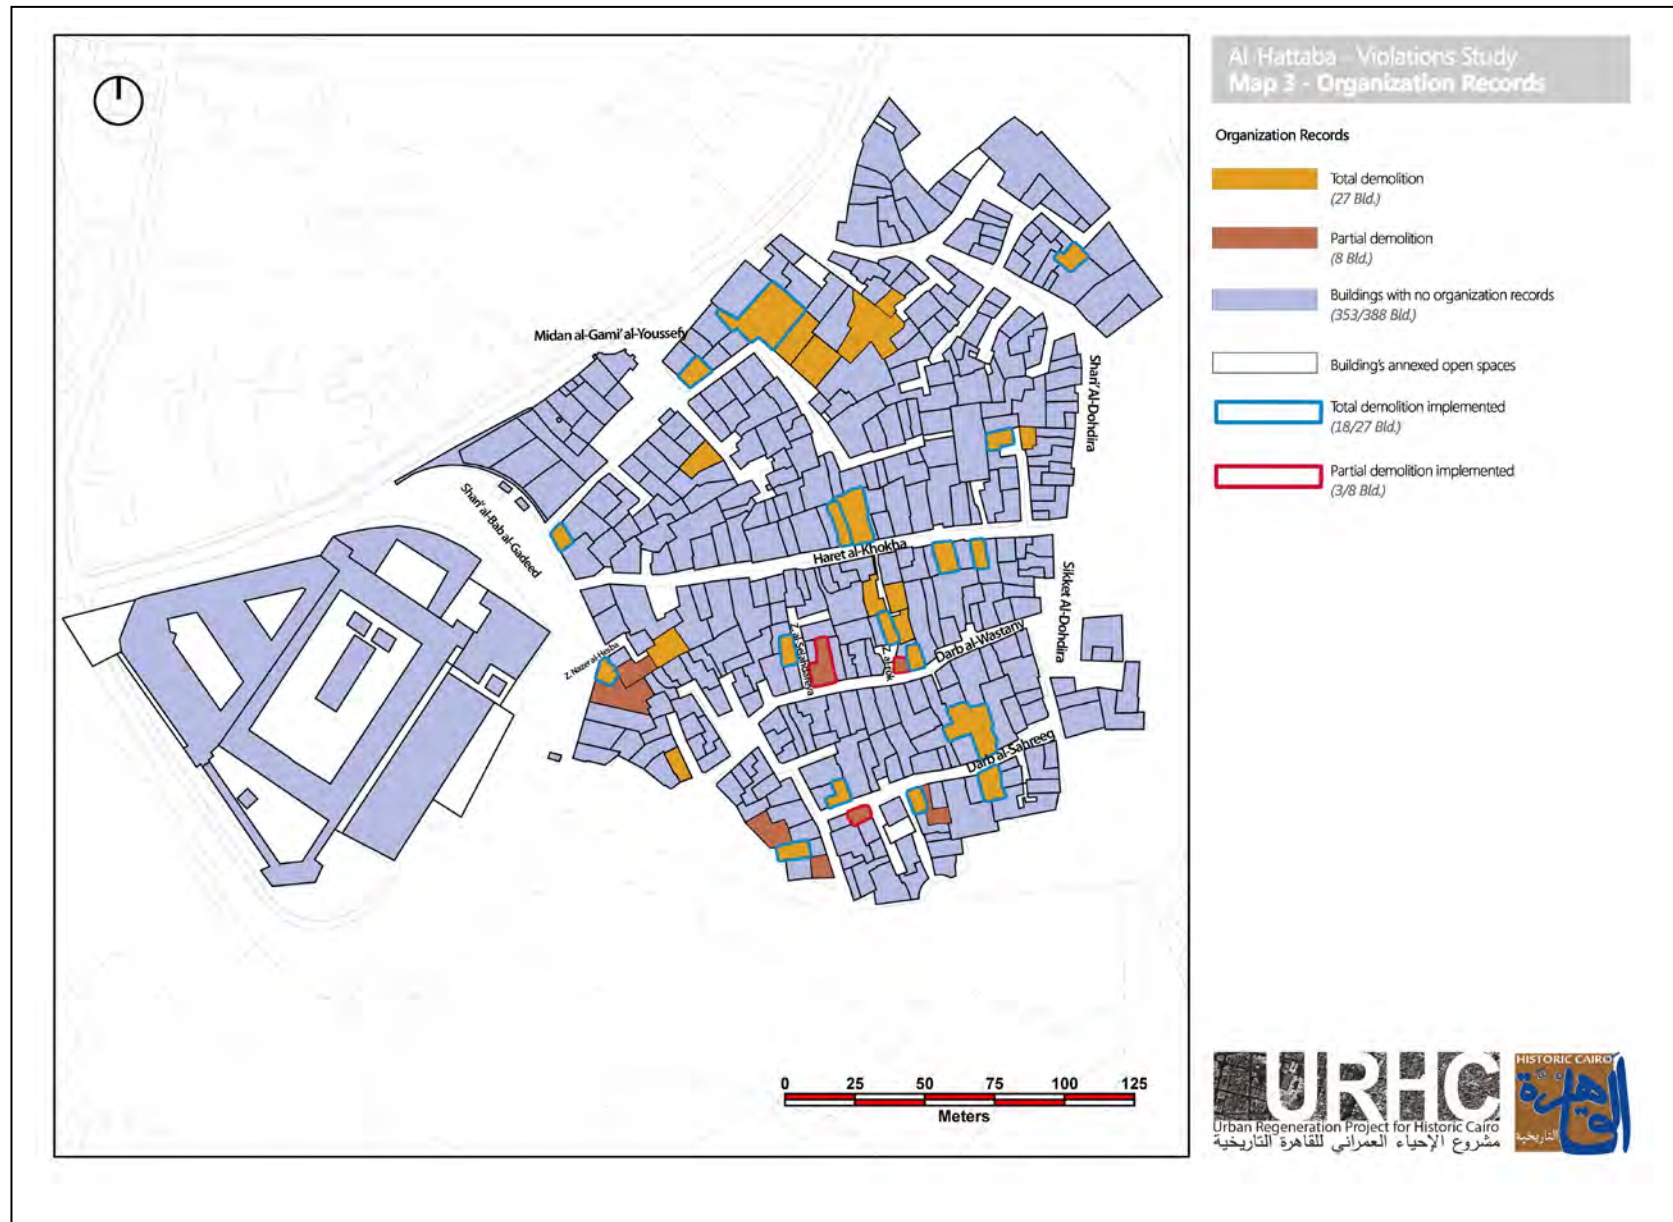 Al-Hattaba - Violations Study
Map 3 - Organization Records
Organization Records
Total demolition
(27 Bld.)
Partial demolition
(8 Bld.)
Buildings with no organization records
(353/388 Bld.)
Building's annexed open spaces
Total demolition implemented
(18/27 Bld.)
Partial demolition implemented
(3/8 Bld.)
Midan al-Gami' al-Youssefy
Shari' Al-Dohdira
Shari' al-Bab al-Gadeed
Haret al-Khokha
Sikket Al-Dohdira
Z. Nazer al-Hesba
Darb al-Wastany
Darb al-Sahreeg
0 25 50 75 100 125
Meters
URHC
Urban Regeneration Project for Historic Cairo
مشروع الإحياء العمراني للقاهرة التاريخية
HISTORIC CAIRO
القاهرة
التاريخية